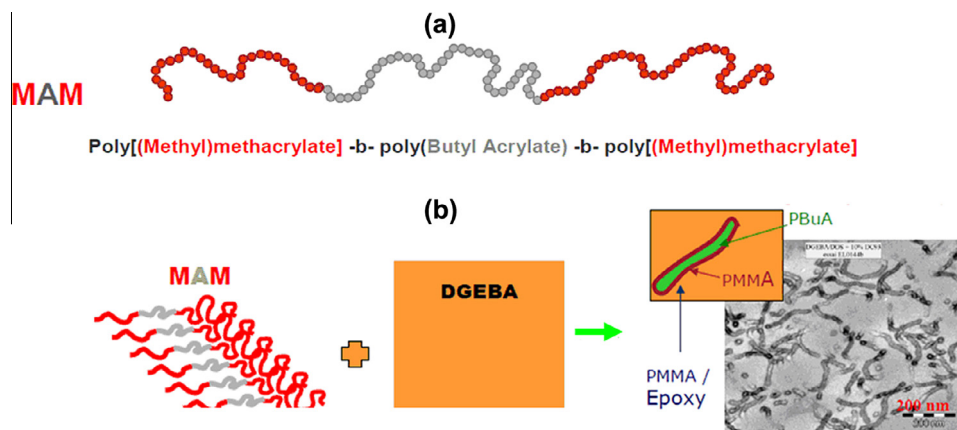 (a)
MAM
Poly[(Methyl)methacrylate] -b- poly(Butyl Acrylate) -b- poly[(Methyl)methacrylate]
(b)
MAM
DGEBA
PBuA
PMMA
PMMA /
Epoxy
200 nm